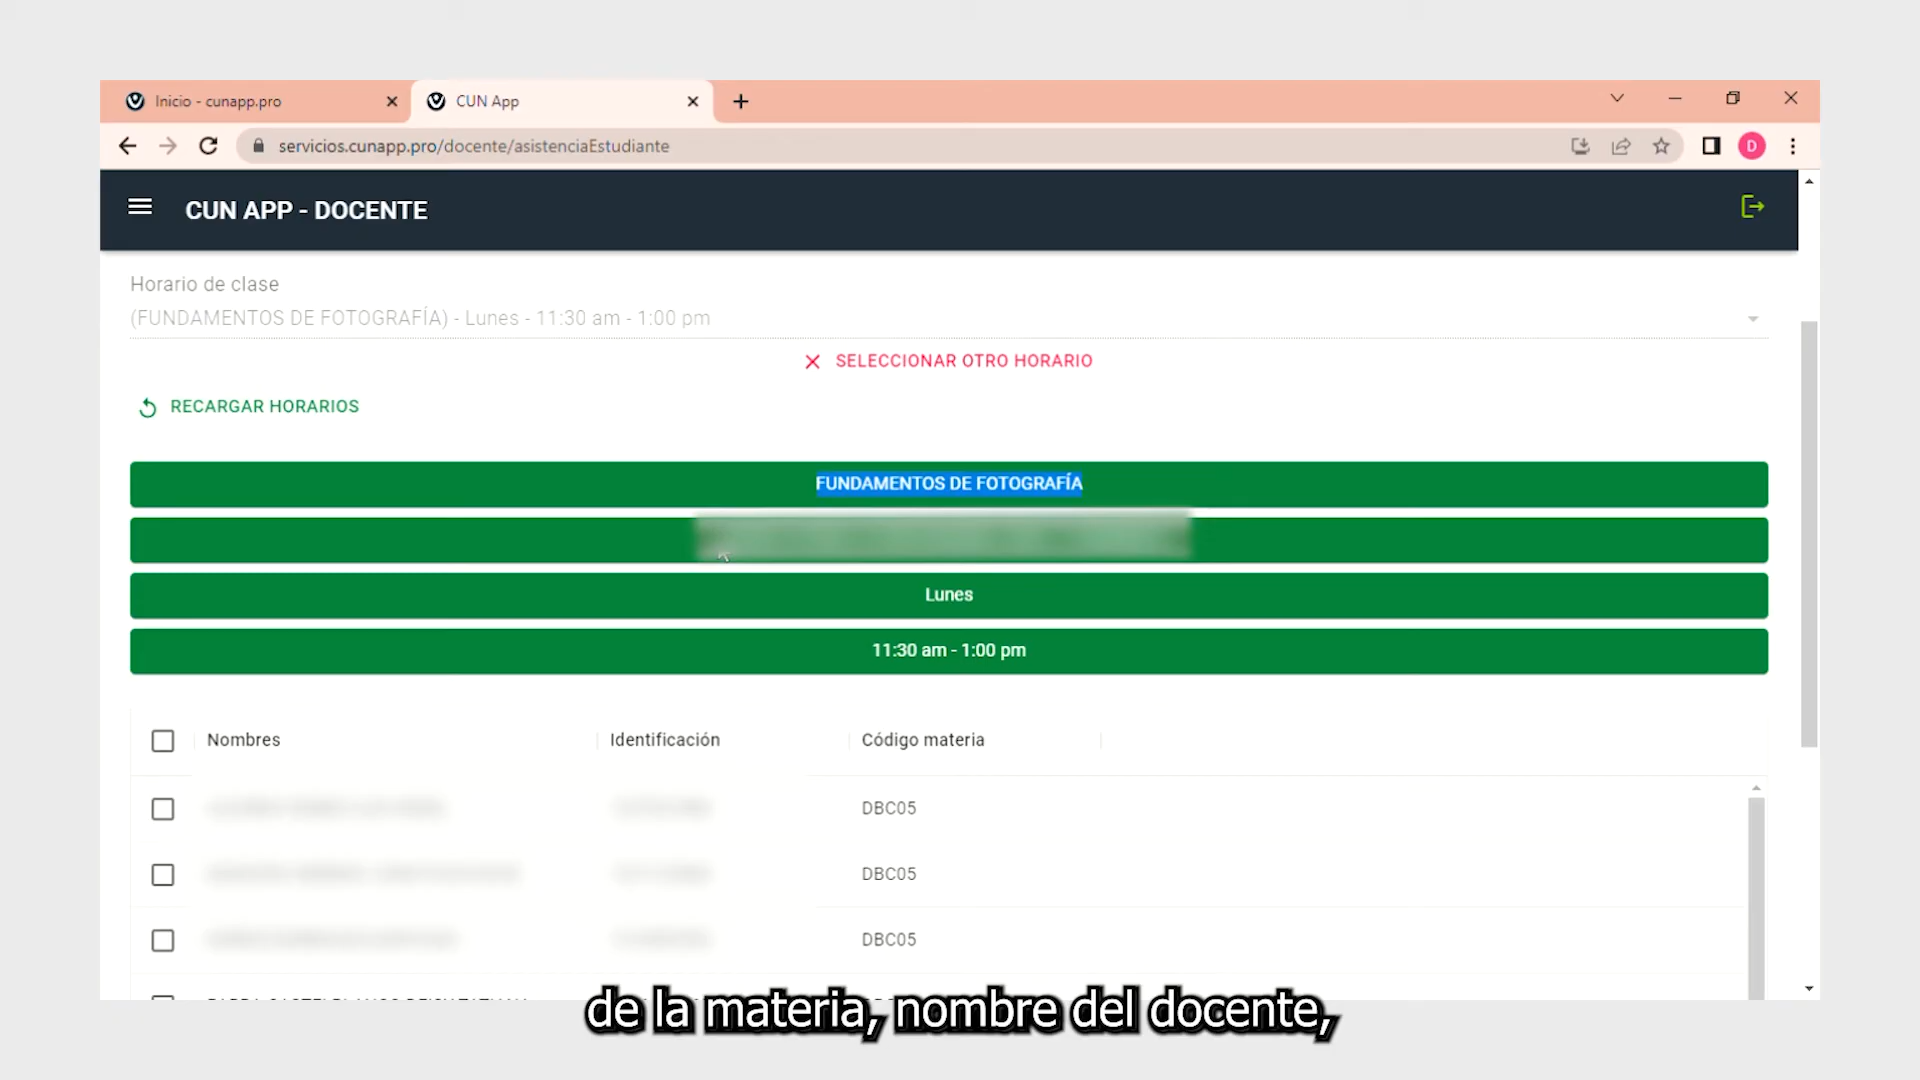 Inicio - cunapp.pro
CUN App
servicios.cunapp.pro/docente/asistenciaEstudiante
D
CUN APP - DOCENTE
Horario de clase
(FUNDAMENTOS DE FOTOGRAFÍA) - Lunes - 11:30 am - 1:00 pm
SELECCIONAR OTRO HORARIO
RECARGAR HORARIOS
FUNDAMENTOS DE FOTOGRAFÍA
Lunes
11:30 am - 1:00 pm
Nombres Identificación Código materia
DBC05
DBC05
DBC05
de la materia, nombre del docente,